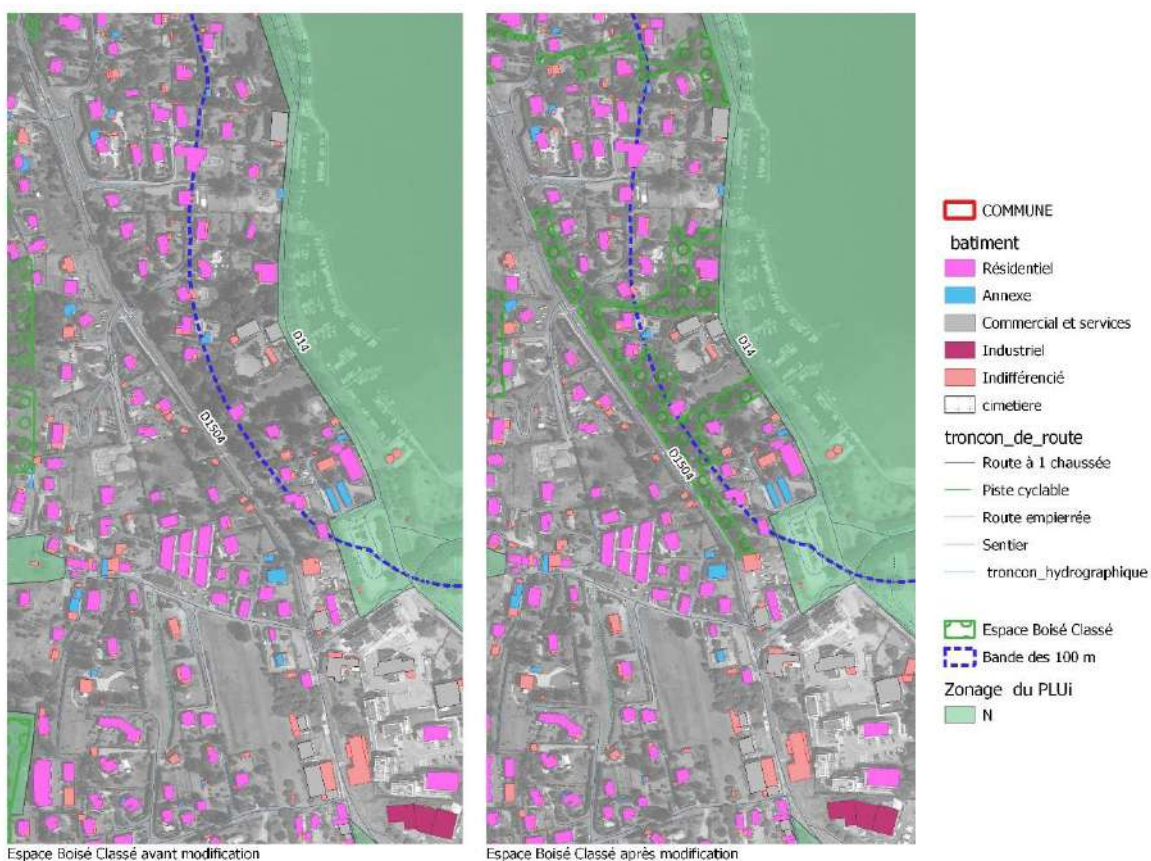 D14
D1504
Espace Boisé Classé avant modification
D14
D1504
Espace Boisé Classé après modification
COMMUNE
batiment
Résidentiel
Annexe
Commercial et services
Industriel
Indifférencié
cimetiere
troncon_de_route
Route à 1 chaussée
Piste cyclable
Route empierrée
Sentier
troncon_hydrographique
Espace Boisé Classé
Bande des 100 m
Zonage du PLUi
N